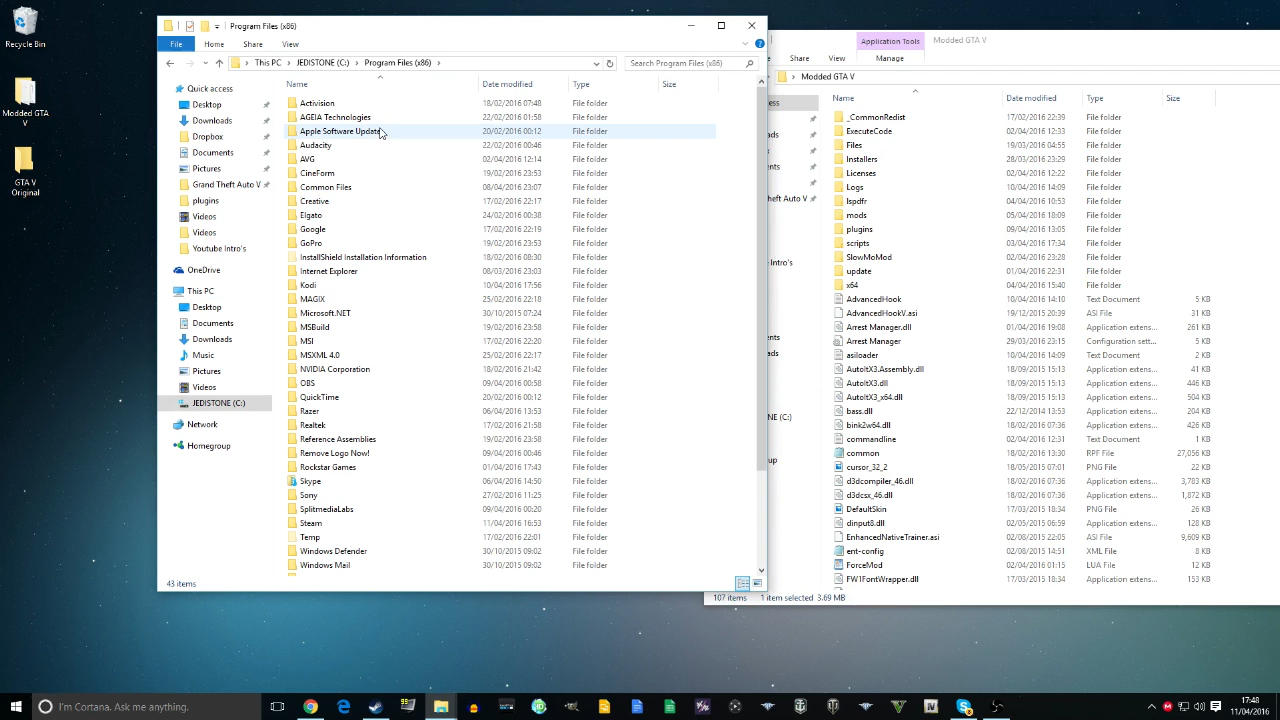 Recycle Bin
Modded GTA V
GTA V Original
Program Files (x86)
File Home Share View
This PC > JEDISTONE (C:) > Program Files (x86) >
Search Program Files (x86)
Name Date modified Type Size
Quick access
Desktop
Downloads
Dropbox
Documents
Pictures
Grand Theft Auto V
plugins
Videos
Videos
Youtube Intro's
OneDrive
This PC
Desktop
Documents
Downloads
Music
Pictures
Videos
JEDISTONE (C:)
Network
Homegroup
Activision 18/02/2016 07:48 File folder
AGEIA Technologies 22/02/2016 01:58 File folder
Apple Software Update 20/02/2016 00:12 File folder
Audacity 22/02/2016 00:46 File folder
AVG 02/04/2016 12:14 File folder
CineForm 19/02/2016 23:53 File folder
Common Files 08/04/2016 23:07 File folder
Creative 17/02/2016 22:17 File folder
Elgato 24/02/2016 00:38 File folder
Google 17/02/2016 22:19 File folder
GoPro 19/02/2016 23:53 File folder
InstallShield Installation Information 18/02/2016 08:30 File folder
Internet Explorer 08/03/2016 23:03 File folder
Kodi 10/04/2016 17:56 File folder
MAGIX 25/02/2016 22:18 File folder
Microsoft.NET 30/10/2015 07:24 File folder
MSBuild 19/02/2016 23:58 File folder
MSI 17/02/2016 22:20 File folder
MSXML 4.0 25/02/2016 22:17 File folder
NVIDIA Corporation 18/02/2016 21:42 File folder
OBS 09/04/2016 00:58 File folder
QuickTime 20/02/2016 00:12 File folder
Razer 06/04/2016 13:53 File folder
Realtek 17/02/2016 21:58 File folder
Reference Assemblies 19/02/2016 23:58 File folder
Remove Logo Now! 09/04/2016 00:46 File folder
Rockstar Games 01/04/2016 17:43 File folder
Skype 06/04/2016 14:50 File folder
Sony 27/02/2016 11:25 File folder
SplitmediaLabs 09/04/2016 00:20 File folder
Steam 11/04/2016 16:53 File folder
Temp 17/02/2016 22:01 File folder
Windows Defender 30/10/2015 09:02 File folder
Windows Mail 30/10/2015 09:02 File folder
43 items
Application Tools Modded GTA V
Share View Manage
> Modded GTA V
Name Date modified Type Size
_CommonRedist 17/02/2016 22:39 File folder
ExecuteCode 02/04/2016 12:33 File folder
Files 19/03/2016 04:55 File folder
Installers 28/03/2016 23:29 File folder
Licenses 02/04/2016 12:22 File folder
Logs 10/04/2016 14:09 File folder
lspdfr 04/04/2016 10:53 File folder
mods 05/04/2016 18:09 File folder
plugins 09/04/2016 13:05 File folder
scripts 03/04/2016 17:34 File folder
SlowMoMod 02/04/2016 23:28 File folder
update 01/04/2016 22:31 File folder
x64 04/04/2016 15:40 File folder
AdvancedHook 10/04/2016 14:10 Text Document 5 KB
AdvancedHookV.asi 19/12/2015 20:39 ASI File 31 KB
Arrest Manager.dll 01/04/2016 19:08 Application extens... 261 KB
Arrest Manager 29/03/2016 23:15 Configuration sett... 5 KB
asiloader 10/04/2016 14:09 Text Document 2 KB
AutoItX3.Assembly.dll 18/09/2015 15:13 Application extens... 41 KB
AutoItX3.dll 18/09/2015 15:13 Application extens... 446 KB
AutoItX3_x64.dll 18/09/2015 15:13 Application extens... 504 KB
bass.dll 22/12/2015 13:53 Application extens... 204 KB
bink2w64.dll 18/02/2016 07:36 Application extens... 426 KB
commandline 02/04/2016 12:31 Text Document 1 KB
common 18/02/2016 13:30 RPF File 27,056 KB
cursor_32_2 18/05/2015 07:01 PNG File 22 KB
d3dcompiler_46.dll 18/02/2016 07:36 Application extens... 3,783 KB
d3dcsx_46.dll 18/02/2016 07:36 Application extens... 1,872 KB
DefaultSkin 17/03/2015 18:34 PNG File 7 KB
dinput8.dll 02/05/2015 06:59 Application extens... 128 KB
EnhancedNativeTrainer.asi 02/08/2015 22:05 ASI File 9,609 KB
ent-config 02/08/2015 14:51 XML File 8 KB
ForceMod 02/04/2016 01:15 LUA File 12 KB
FW1FontWrapper.dll 17/03/2015 18:34 Application extens...
107 items 1 item selected 3.69 MB
I'm Cortana. Ask me anything.
17:48
11/04/2016